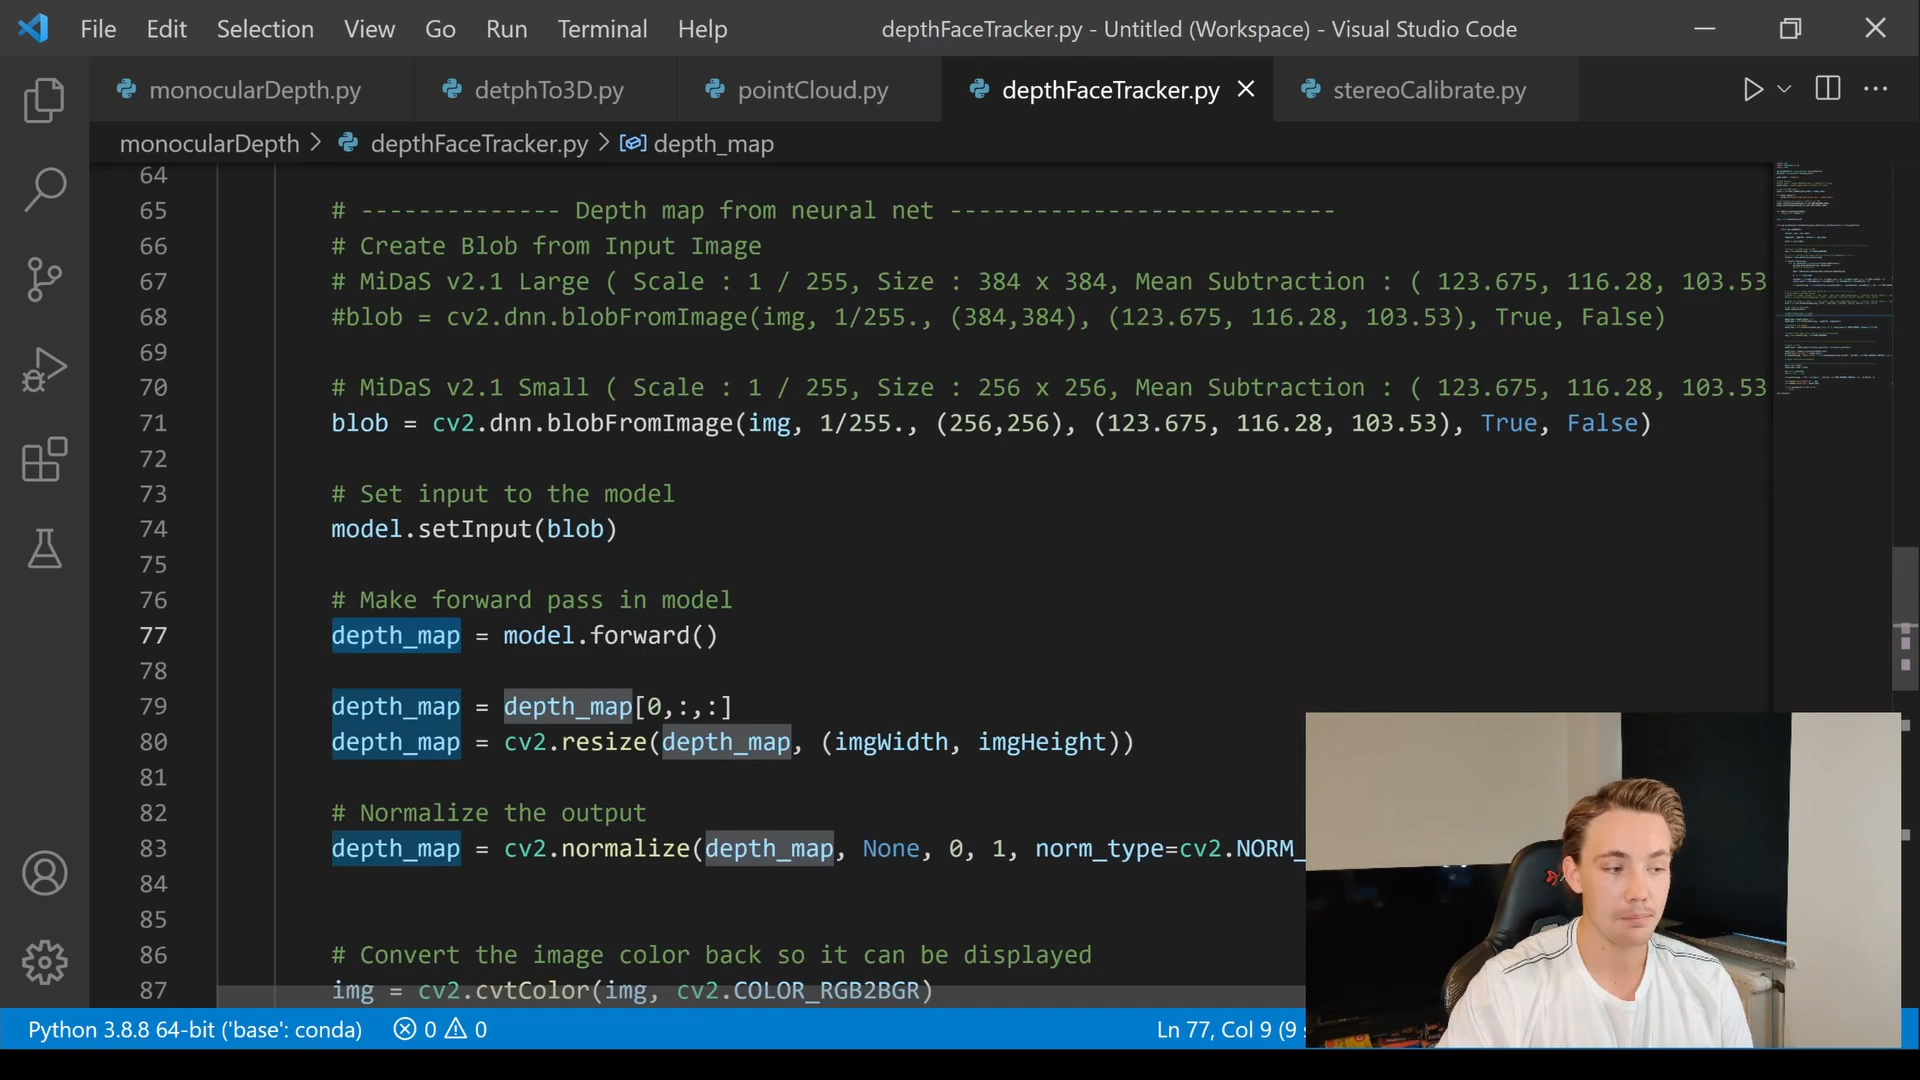 File Edit Selection View Go Run Terminal Help depthFaceTracker.py - Untitled (Workspace) - Visual Studio Code
monocularDepth.py detphTo3D.py pointCloud.py depthFaceTracker.py stereoCalibrate.py
monocularDepth > depthFaceTracker.py > depth_map
64
65 # -------------- Depth map from neural net ---------------------------
66 # Create Blob from Input Image
67 # MiDaS v2.1 Large ( Scale : 1 / 255, Size : 384 x 384, Mean Subtraction : ( 123.675, 116.28, 103.53
68 #blob = cv2.dnn.blobFromImage(img, 1/255., (384,384), (123.675, 116.28, 103.53), True, False)
69
70 # MiDaS v2.1 Small ( Scale : 1 / 255, Size : 256 x 256, Mean Subtraction : ( 123.675, 116.28, 103.53
71 blob = cv2.dnn.blobFromImage(img, 1/255., (256,256), (123.675, 116.28, 103.53), True, False)
72
73 # Set input to the model
74 model.setInput(blob)
75
76 # Make forward pass in model
77 depth_map = model.forward()
78
79 depth_map = depth_map[0,:,:]
80 depth_map = cv2.resize(depth_map, (imgWidth, imgHeight))
81
82 # Normalize the output
83 depth_map = cv2.normalize(depth_map, None, 0, 1, norm_type=cv2.NORM_
84
85
86 # Convert the image color back so it can be displayed
87 img = cv2.cvtColor(img, cv2.COLOR_RGB2BGR)
Python 3.8.8 64-bit ('base': conda) 0 0 Ln 77, Col 9 (9